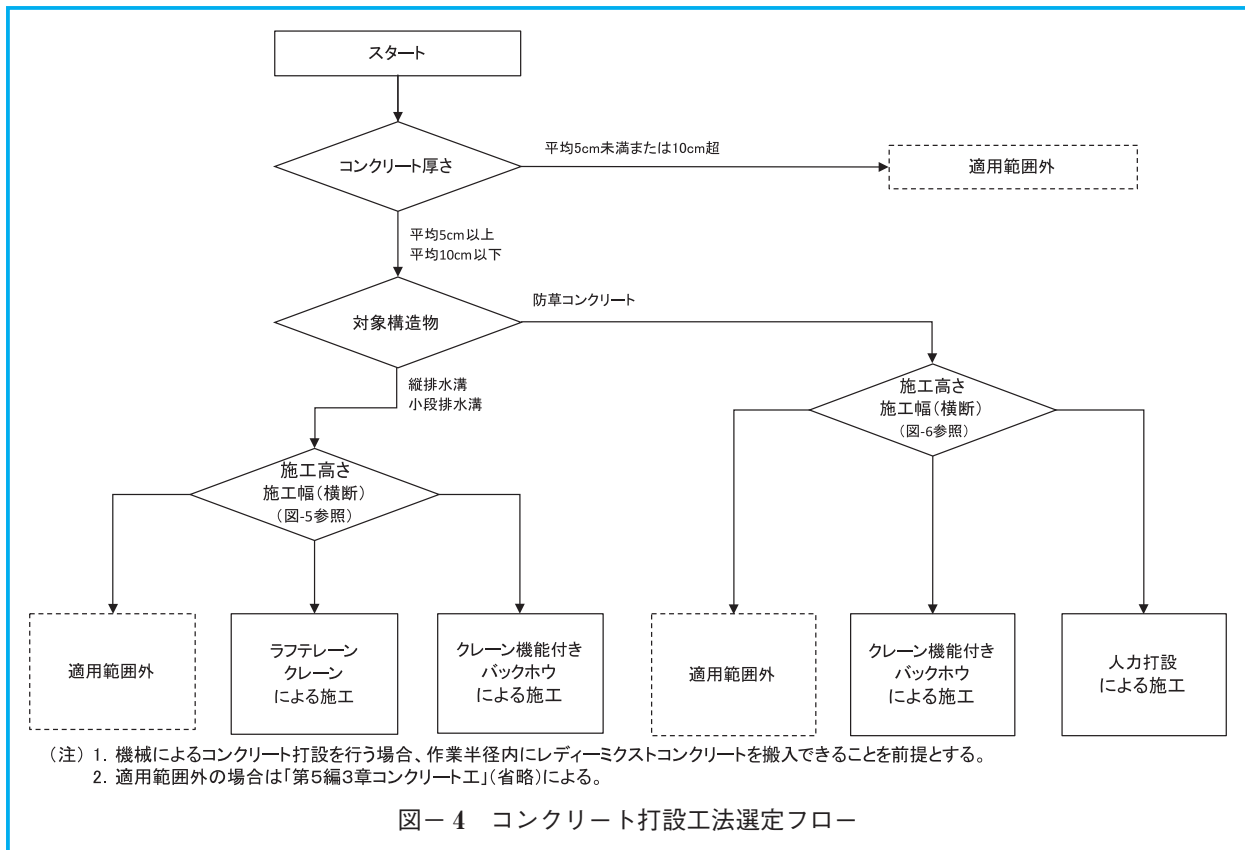 スタート
コンクリート厚さ
平均5cm未満または10cm超
適用範囲外
平均5cm以上
平均10cm以下
対象構造物
防草コンクリート
縦排水溝
小段排水溝
施工高さ
施工幅(横断)
(図-6参照)
施工高さ
施工幅(横断)
(図-5参照)
適用範囲外
ラフテレーン
クレーン
による施工
クレーン機能付き
バックホウ
による施工
適用範囲外
クレーン機能付き
バックホウ
による施工
人力打設
による施工
(注) 1. 機械によるコンクリート打設を行う場合、作業半径内にレディーミクストコンクリートを搬入できることを前提とする。
2. 適用範囲外の場合は「第5編3章コンクリート工」(省略)による。
図－4 コンクリート打設工法選定フロー